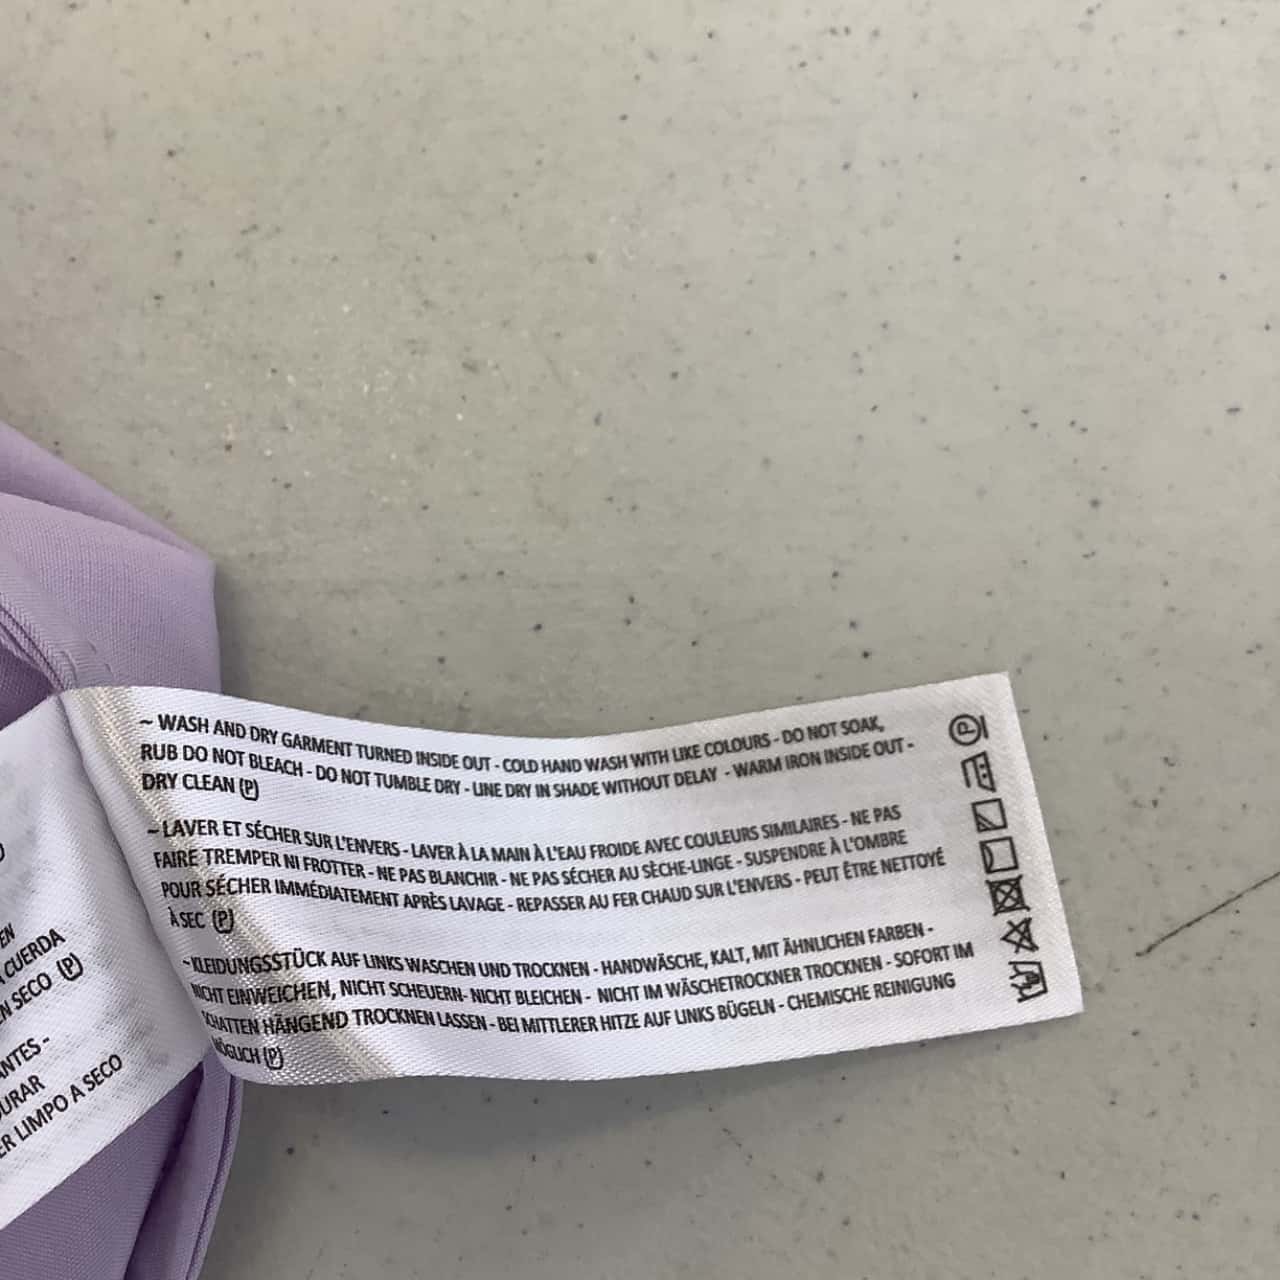 ~ WASH AND DRY GARMENT TURNED INSIDE OUT - COLD HAND WASH WITH LIKE COLOURS - DO NOT SOAK,
RUB DO NOT BLEACH - DO NOT TUMBLE DRY - LINE DRY IN SHADE WITHOUT DELAY - WARM IRON INSIDE OUT -
DRY CLEAN (P)
~ LAVER ET SÉCHER SUR L'ENVERS - LAVER À LA MAIN À L'EAU FROIDE AVEC COULEURS SIMILAIRES - NE PAS
FAIRE TREMPER NI FROTTER - NE PAS BLANCHIR - NE PAS SÉCHER AU SÈCHE-LINGE - SUSPENDRE À L'OMBRE
POUR SÉCHER IMMÉDIATEMENT APRÈS LAVAGE - REPASSER AU FER CHAUD SUR L'ENVERS - PEUT ÊTRE NETTOYÉ
À SEC (P)
~ KLEIDUNGSSTÜCK AUF LINKS WASCHEN UND TROCKNEN - HANDWÄSCHE, KALT, MIT ÄHNLICHEN FARBEN -
NICHT EINWEICHEN, NICHT SCHEUERN- NICHT BLEICHEN - NICHT IM WÄSCHETROCKNER TROCKNEN - SOFORT IM
SCHATTEN HÄNGEND TROCKNEN LASSEN - BEI MITTLERER HITZE AUF LINKS BÜGELN - CHEMISCHE REINIGUNG
MÖGLICH (P)
P
EN
CUERDA
EN SECO (P)
ANTES -
URAR
ER LIMPO A SECO